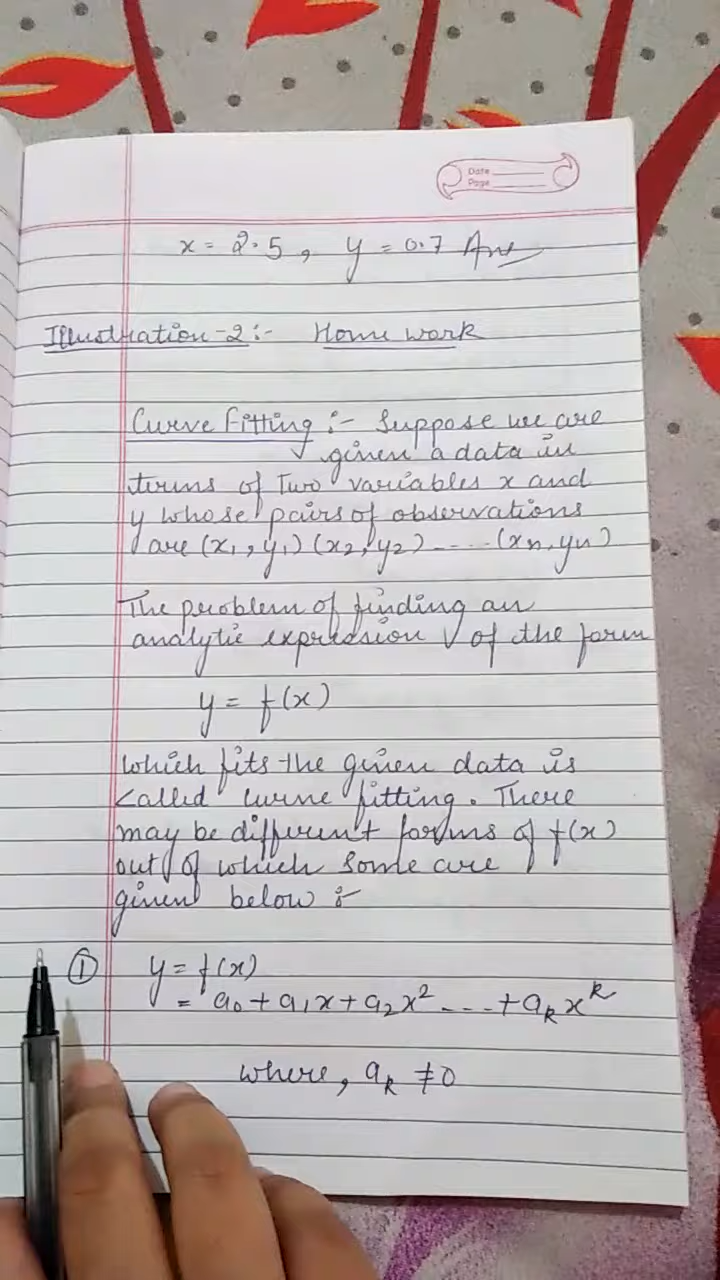 Date
Page
x = 2.5, y = 0.7 Ans
Illustration-2:- Home work
Curve Fitting :- Suppose we are
given a data in
terms of Two variables x and
y whose pairs of observations
are (x₁, y₁) (x₂, y₂) ----- (xn, yn)
The problem of finding an
analytic expression of the form
y = f(x)
which fits the given data is
called curve fitting. There
may be different forms of f(x)
out of which some are
given below :-
① y = f(x)
= a₀ + a₁x + a₂x² ---- + aₖxᵏ
where, aₖ ≠ 0